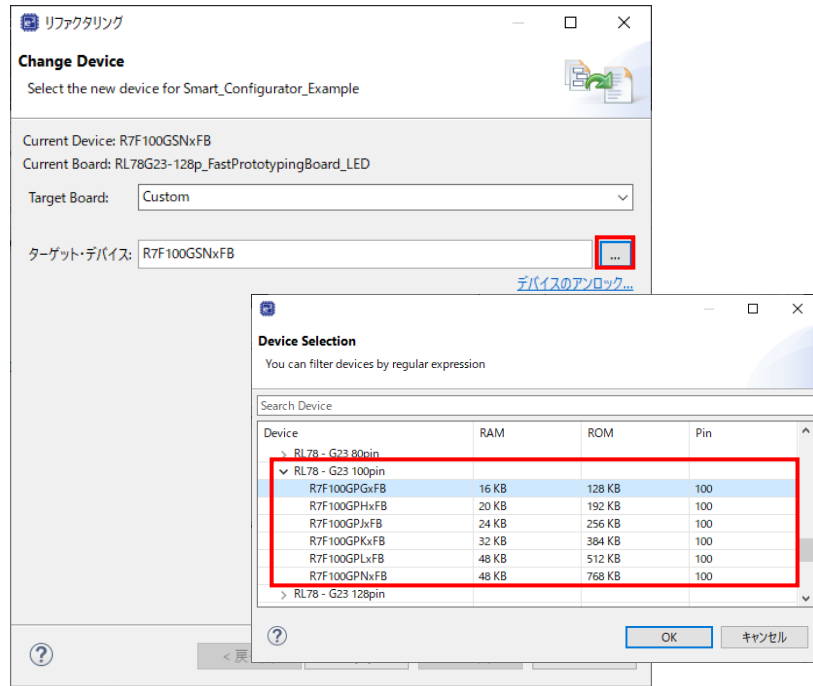 リファクタリング
Change Device
Select the new device for Smart_Configurator_Example
Current Device: R7F100GSNxFB
Current Board: RL78G23-128p_FastPrototypingBoard_LED
Target Board: Custom
ターゲット・デバイス: R7F100GSNxFB ...
デバイスのアンロック...
Device Selection
You can filter devices by regular expression
Search Device
Device RAM ROM Pin
RL78 - G23 80pin
RL78 - G23 100pin
R7F100GPGxFB 16 KB 128 KB 100
R7F100GPHxFB 20 KB 192 KB 100
R7F100GPJxFB 24 KB 256 KB 100
R7F100GPKxFB 32 KB 384 KB 100
R7F100GPLxFB 48 KB 512 KB 100
R7F100GPNxFB 48 KB 768 KB 100
RL78 - G23 128pin
OK キャンセル
< 戻